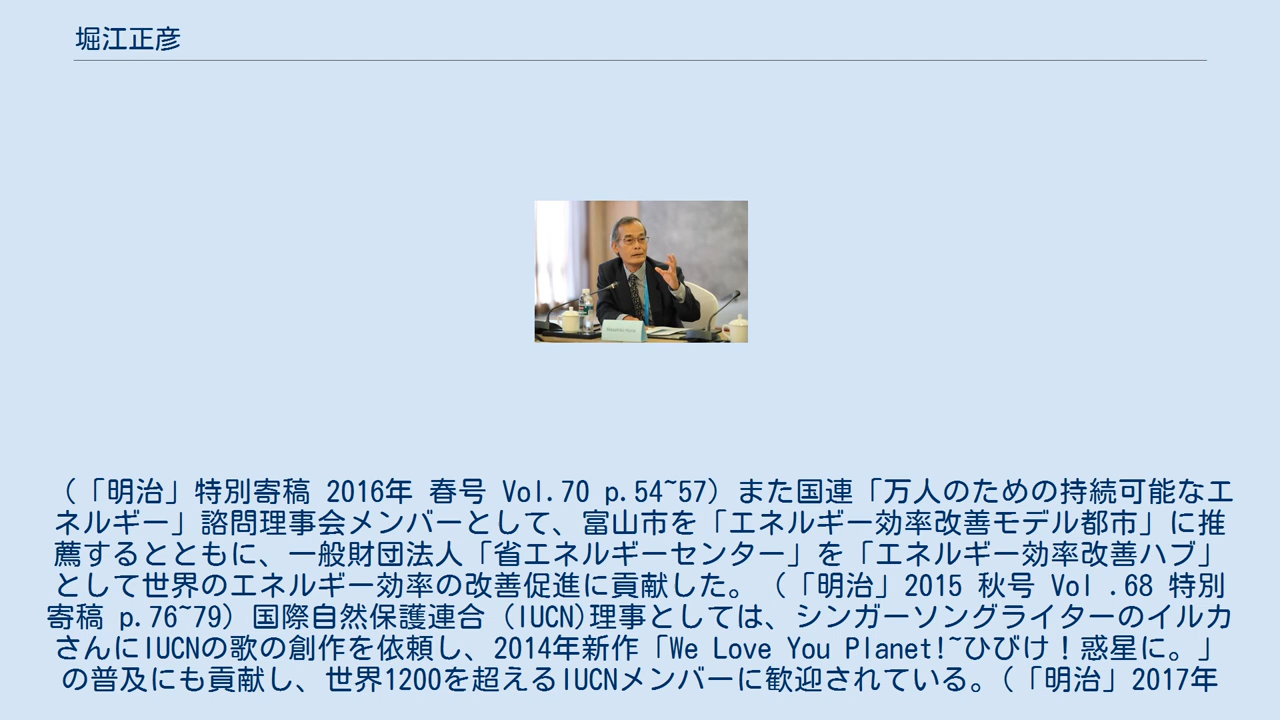 堀江正彦
（「明治」特別寄稿 2016年 春号 Vol.70 p.54~57）また国連「万人のための持続可能なエ
ネルギー」諮問理事会メンバーとして、富山市を「エネルギー効率改善モデル都市」に推
薦するとともに、一般財団法人「省エネルギーセンター」を「エネルギー効率改善ハブ」
として世界のエネルギー効率の改善促進に貢献した。（「明治」2015 秋号 Vol .68 特別
寄稿 p.76~79）国際自然保護連合（IUCN)理事としては、シンガーソングライターのイルカ
さんにIUCNの歌の創作を依頼し、2014年新作「We Love You Planet!~ひびけ！惑星に。」
の普及にも貢献し、世界1200を超えるIUCNメンバーに歓迎されている。（「明治」2017年